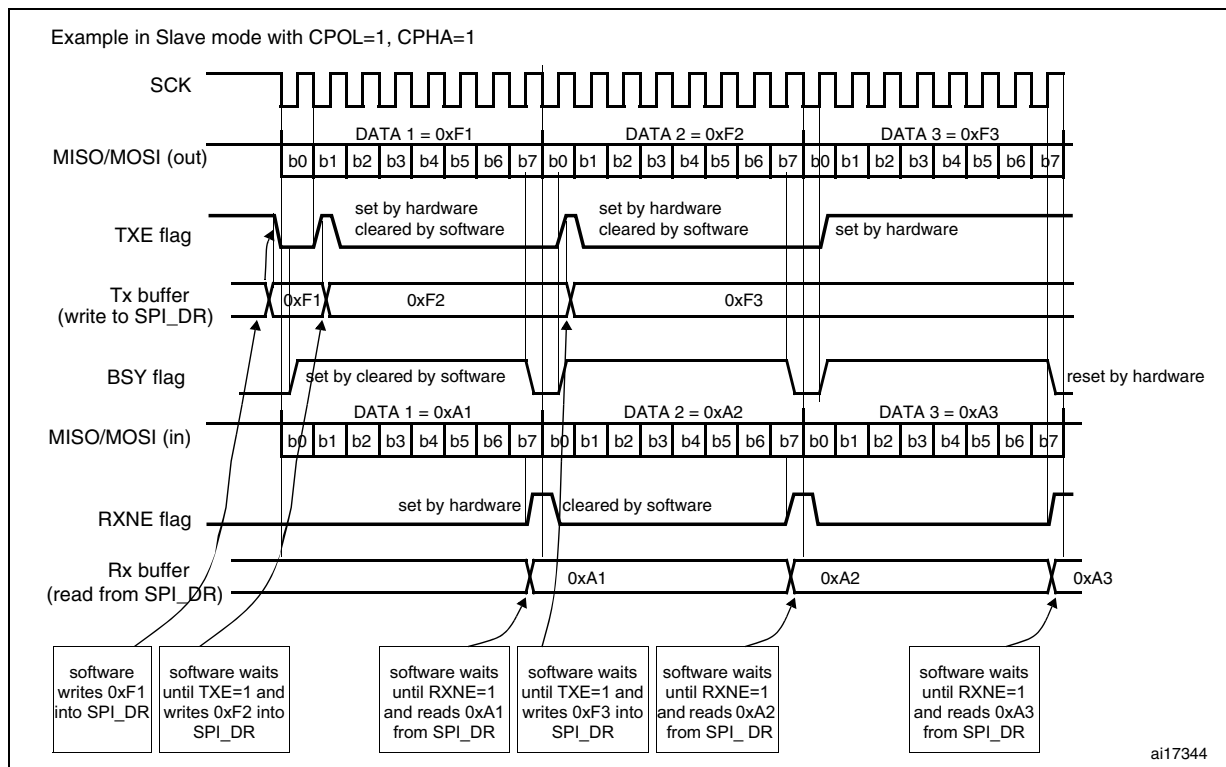 Example in Slave mode with CPOL=1, CPHA=1
SCK
DATA 1 = 0xF1 DATA 2 = 0xF2 DATA 3 = 0xF3
MISO/MOSI (out)
b0 b1 b2 b3 b4 b5 b6 b7 b0 b1 b2 b3 b4 b5 b6 b7 b0 b1 b2 b3 b4 b5 b6 b7
set by hardware set by hardware
cleared by software cleared by software set by hardware
TXE flag
Tx buffer 0xF1 0xF2 0xF3
(write to SPI_DR)
BSY flag set by cleared by software reset by hardware
DATA 1 = 0xA1 DATA 2 = 0xA2 DATA 3 = 0xA3
MISO/MOSI (in)
b0 b1 b2 b3 b4 b5 b6 b7 b0 b1 b2 b3 b4 b5 b6 b7 b0 b1 b2 b3 b4 b5 b6 b7
set by hardware cleared by software
RXNE flag
Rx buffer 0xA1 0xA2 0xA3
(read from SPI_DR)
software
writes 0xF1
into SPI_DR
software waits
until TXE=1 and
writes 0xF2 into
SPI_DR
software waits
until RXNE=1
and reads 0xA1
from SPI_DR
software waits
until TXE=1 and
writes 0xF3 into
SPI_DR
software waits
until RXNE=1
and reads 0xA2
from SPI_ DR
software waits
until RXNE=1
and reads 0xA3
from SPI_DR
ai17344